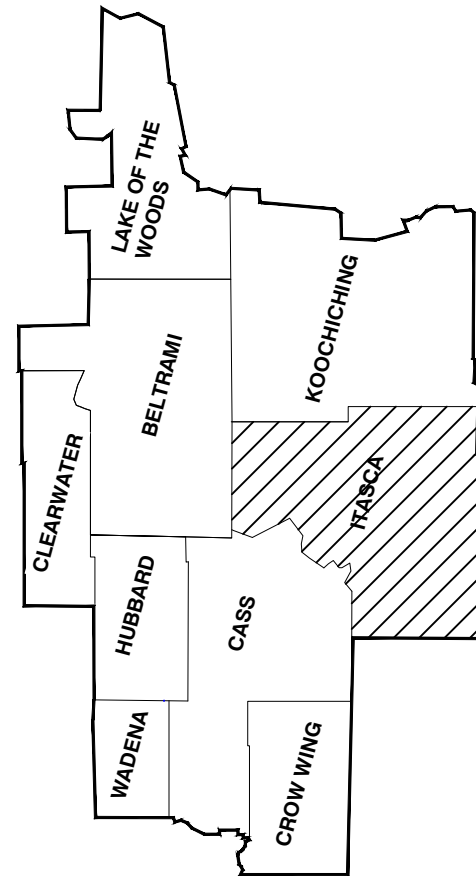 LAKE OF THE
WOODS
KOOCHICHING
BELTRAMI
CLEARWATER
ITASCA
HUBBARD
CASS
WADENA
CROW WING